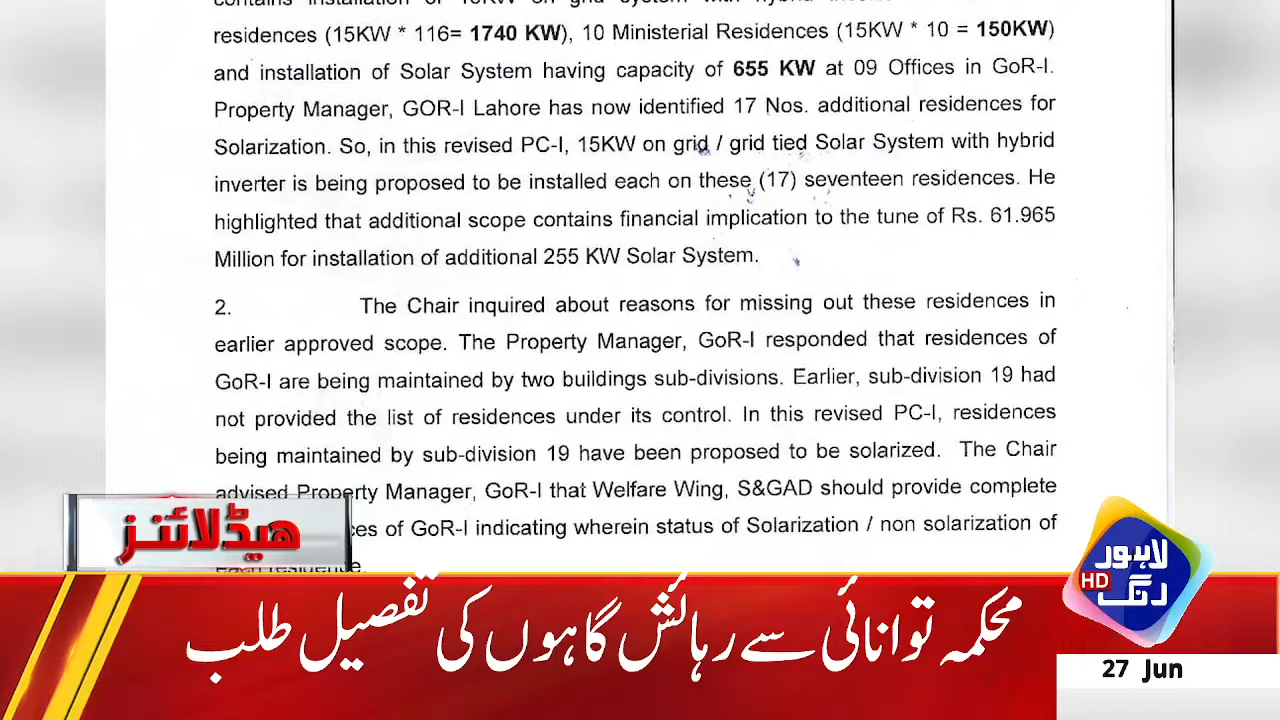 residences (15KW * 116= 1740 KW), 10 Ministerial Residences (15KW * 10 = 150KW)
and installation of Solar System having capacity of 655 KW at 09 Offices in GoR-I.
Property Manager, GOR-I Lahore has now identified 17 Nos. additional residences for
Solarization. So, in this revised PC-I, 15KW on grid / grid tied Solar System with hybrid
inverter is being proposed to be installed each on these (17) seventeen residences. He
highlighted that additional scope contains financial implication to the tune of Rs. 61.965
Million for installation of additional 255 KW Solar System.
2. The Chair inquired about reasons for missing out these residences in
earlier approved scope. The Property Manager, GoR-I responded that residences of
GoR-I are being maintained by two buildings sub-divisions. Earlier, sub-division 19 had
not provided the list of residences under its control. In this revised PC-I, residences
being maintained by sub-division 19 have been proposed to be solarized. The Chair
advised Property Manager, GoR-I that Welfare Wing, S&GAD should provide complete
of GoR-I indicating wherein status of Solarization / non solarization of
each residence.
ہیڈلائنز
لاہور
HD رنگ
محکمہ توانائی سے رہائش گاہوں کی تفصیل طلب
27 Jun